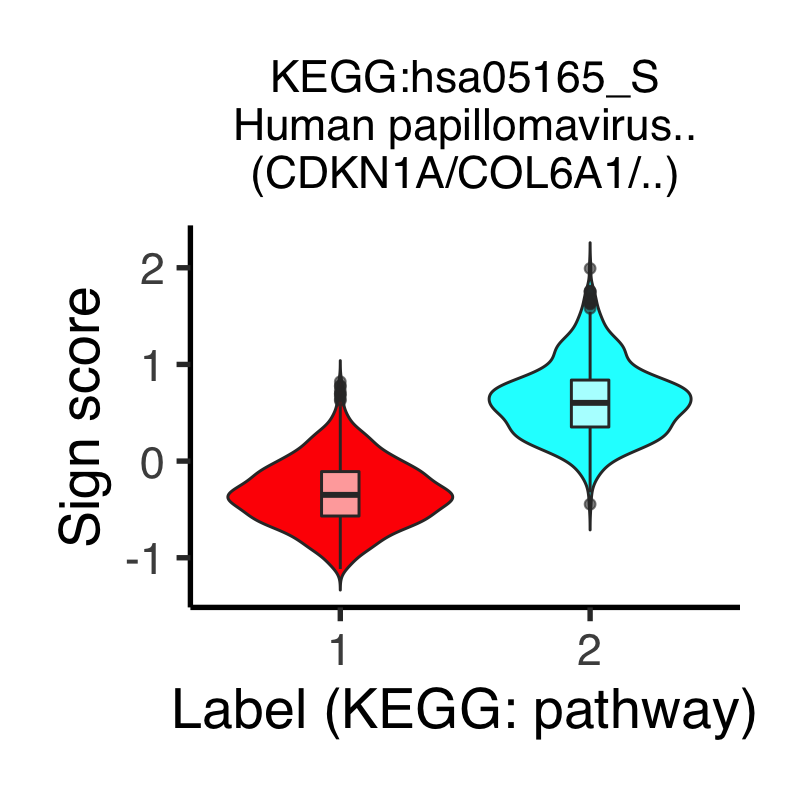 KEGG:hsa05165_S
Human papillomavirus..
(CDKN1A/COL6A1/..)
Sign score
2
1
0
-1
1 2
Label (KEGG: pathway)